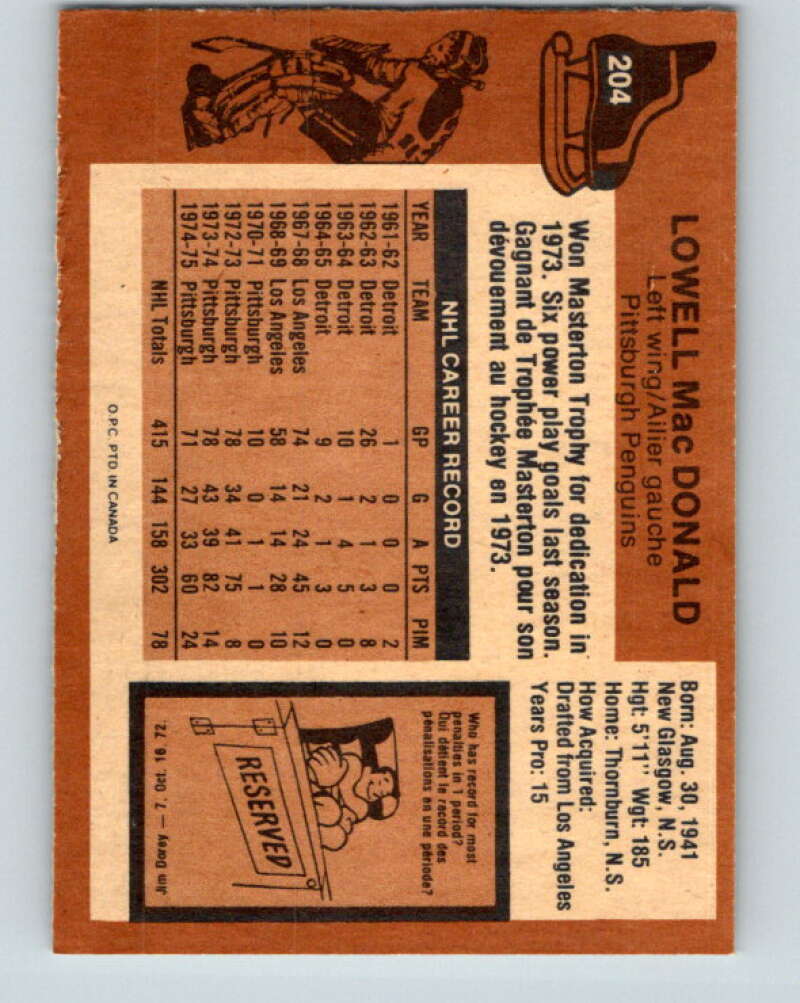 204
LOWELL Mac DONALD
Left wing/Ailier gauche
Pittsburgh Penguins
Born: Aug. 30, 1941
New Glasgow, N.S.
Hgt: 5'11" Wgt: 185
Home: Thornburn, N.S.
How Acquired:
Drafted from Los Angeles
Years Pro: 15
Won Masterton Trophy for dedication in
1973. Six power play goals last season.
Gagnant de Trophée Masterton pour son
dévouement au hockey en 1973.
NHL CAREER RECORD
YEAR TEAM GP G A PTS PIM
1961-62 Detroit 1 0 0 0 2
1962-63 Detroit 26 2 1 3 8
1963-64 Detroit 10 1 4 5 0
1964-65 Detroit 9 2 1 3 0
1967-68 Los Angeles 74 21 24 45 12
1968-69 Los Angeles 58 14 14 28 10
1970-71 Pittsburgh 10 0 1 1 0
1972-73 Pittsburgh 78 34 41 75 8
1973-74 Pittsburgh 78 43 39 82 14
1974-75 Pittsburgh 71 27 33 60 24
NHL Totals 415 144 158 302 78
O.P.C. PTD IN CANADA
Who has record for most
penalties in 1 period?
Qui détient le record des
pénalisations en une période?
RESERVED
Jim Dorey — 7, Oct. 16
'72